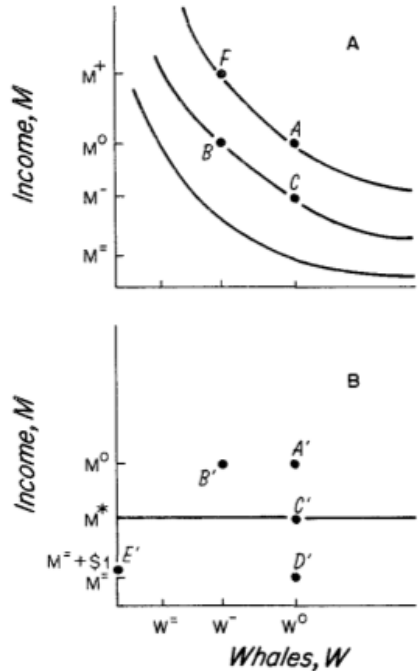 A
Income, M
M⁺
F
M⁰
B
A
M⁻
C
M⁼
B
Income, M
M⁰
B'
A'
M*
C'
M⁼ + $1
E'
M⁼
D'
W⁼
W⁻
W⁰
Whales, W